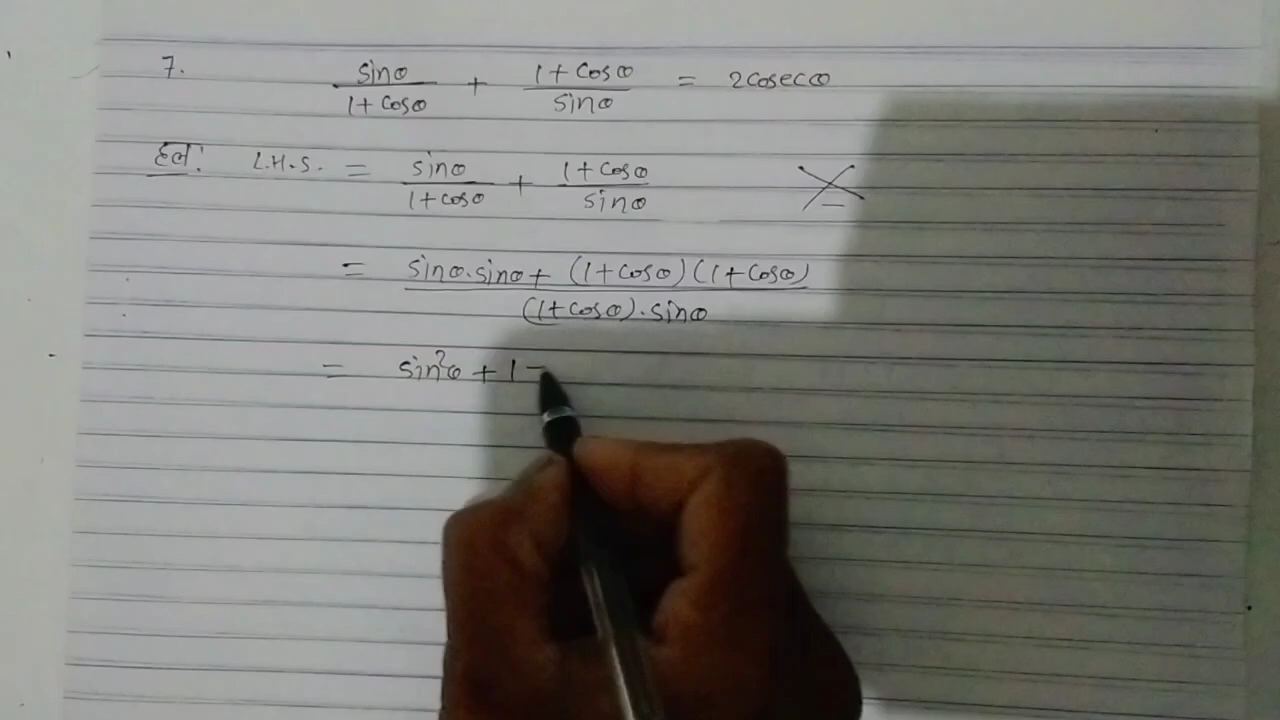 7. sinθ/(1+cosθ) + (1+cosθ)/sinθ = 2cosecθ
हल: L.H.S. = sinθ/(1+cosθ) + (1+cosθ)/sinθ
= (sinθ.sinθ + (1+cosθ)(1+cosθ))/((1+cosθ).sinθ)
= sin²θ + 1